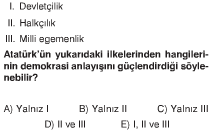 I. Devletçilik
II. Halkçılık
III. Milli egemenlik
Atatürk'ün yukarıdaki ilkelerinden hangileri-
nin demokrasi anlayışını güçlendirdiği söyle-
nebilir?
A) Yalnız I B) Yalnız II C) Yalnız III
D) II ve III E) I, II ve III